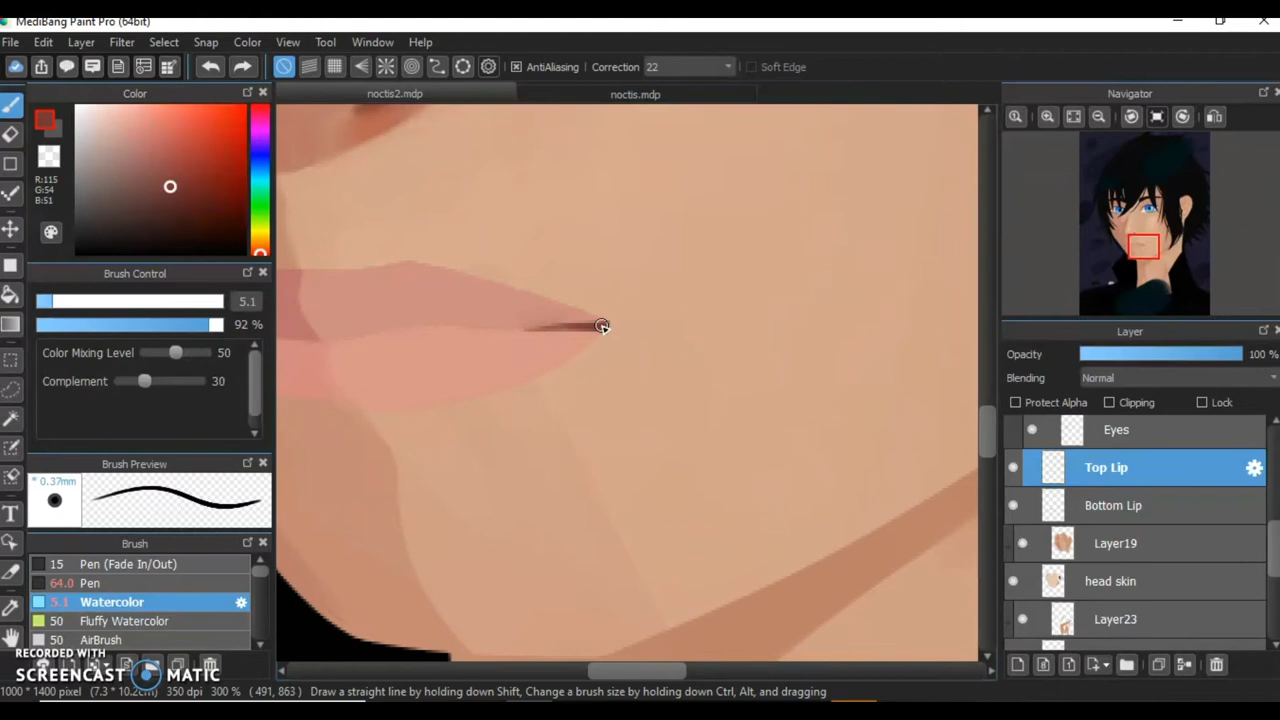 MediBang Paint Pro (64bit)
File Edit Layer Filter Select Snap Color View Tool Window Help
AntiAliasing Correction 22 Soft Edge
Color
noctis2.mdp noctis.mdp
Navigator
R:115
G:54
B:51
Brush Control
5.1
92 %
Color Mixing Level 50
Complement 30
Brush Preview
* 0.37mm
Brush
15 Pen (Fade In/Out)
64.0 Pen
5.1 Watercolor
50 Fluffy Watercolor
50 AirBrush
Layer
Opacity 100 %
Blending Normal
Protect Alpha Clipping Lock
Eyes
Top Lip
Bottom Lip
Layer19
head skin
Layer23
RECORDED WITH
SCREENCAST MATIC
1000 * 1400 pixel (7.3 * 10.2cm) 350 dpi 300 % ( 491, 863 ) Draw a straight line by holding down Shift, Change a brush size by holding down Ctrl, Alt, and dragging